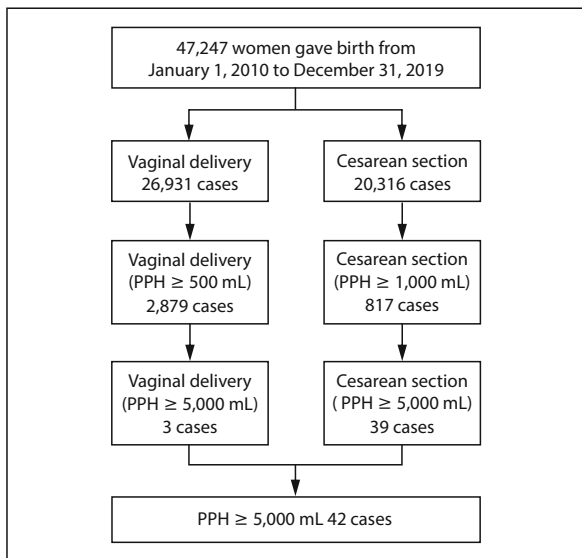 47,247 women gave birth from
January 1, 2010 to December 31, 2019
Vaginal delivery
26,931 cases
Cesarean section
20,316 cases
Vaginal delivery
(PPH ≥ 500 mL)
2,879 cases
Cesarean section
(PPH ≥ 1,000 mL)
817 cases
Vaginal delivery
(PPH ≥ 5,000 mL)
3 cases
Cesarean section
( PPH ≥ 5,000 mL)
39 cases
PPH ≥ 5,000 mL 42 cases